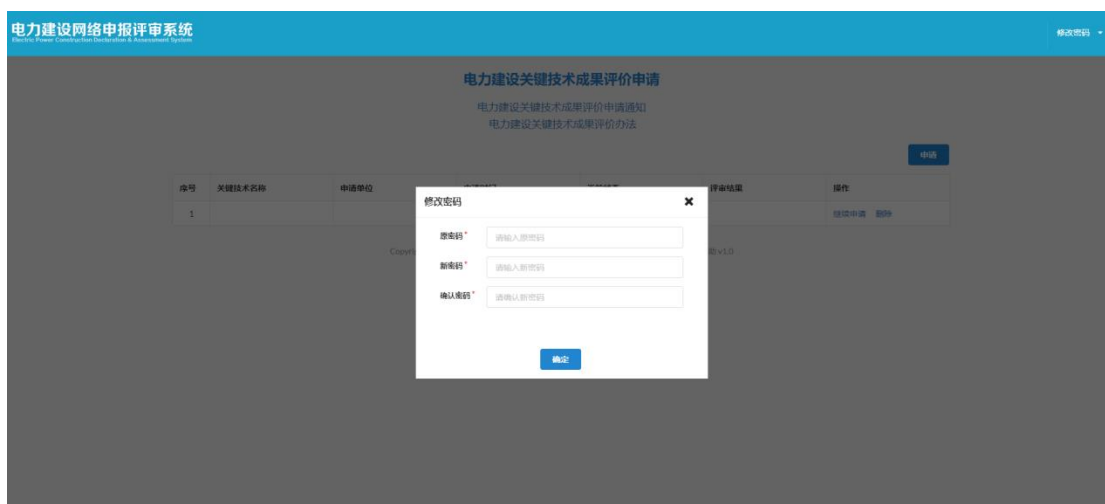 电力建设网络申报评审系统
Electric Power Construction Declaration & Assessment System
修改密码
电力建设关键技术成果评价申请
电力建设关键技术成果评价申请通知
电力建设关键技术成果评价办法
申请
序号 关键技术名称 申请单位 评审结果 操作
1 继续申请 删除
修改密码
原密码* 请输入原密码
新密码* 请输入新密码
确认密码* 请确认新密码
确定
v1.0